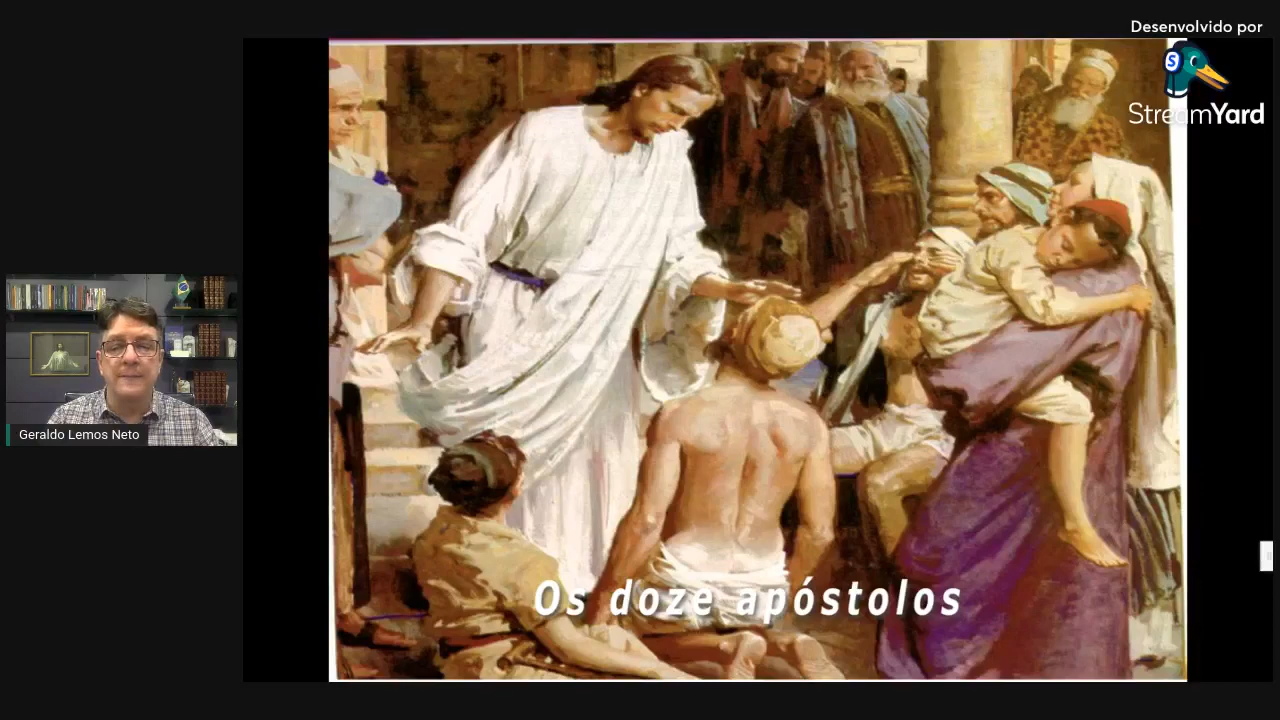 Desenvolvido por
StreamYard
Geraldo Lemos Neto
Os doze apóstolos